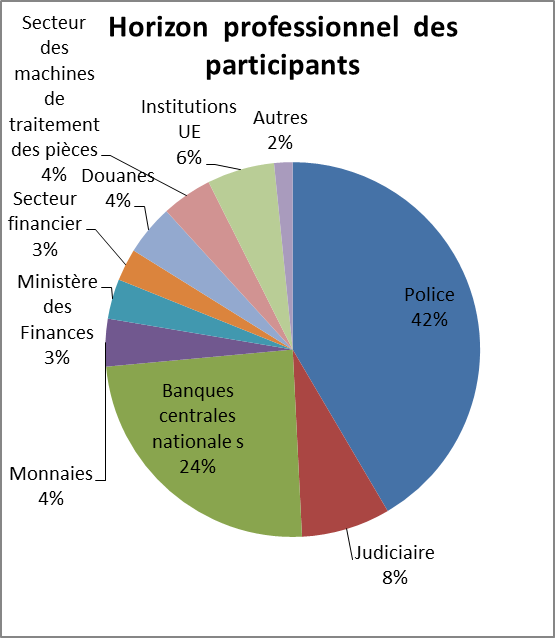 Horizon professionnel des
participants
Secteur
des
machines
de
traitement
des pièces
4%
Institutions
UE
6%
Autres
2%
Douanes
4%
Secteur
financier
3%
Ministère
des
Finances
3%
Monnaies
4%
Banques
centrales
nationale s
24%
Police
42%
Judiciaire
8%